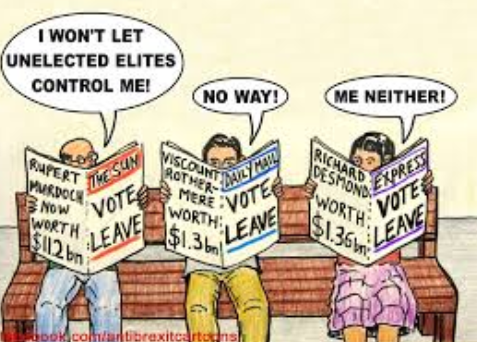 I WON'T LET
UNELECTED ELITES
CONTROL ME!
NO WAY!
ME NEITHER!
RUPERT
MURDOCH
NOW
WORTH
$112bn
THE SUN
VOTE
LEAVE
VISCOUNT
ROTHER-
MERE
WORTH:
$1.3bn
DAILY MAIL
VOTE
LEAVE
RICHARD
DESMOND
WORTH:
$1.36bn
EXPRESS
VOTE
LEAVE
facebook.com/antibrexitcartoons